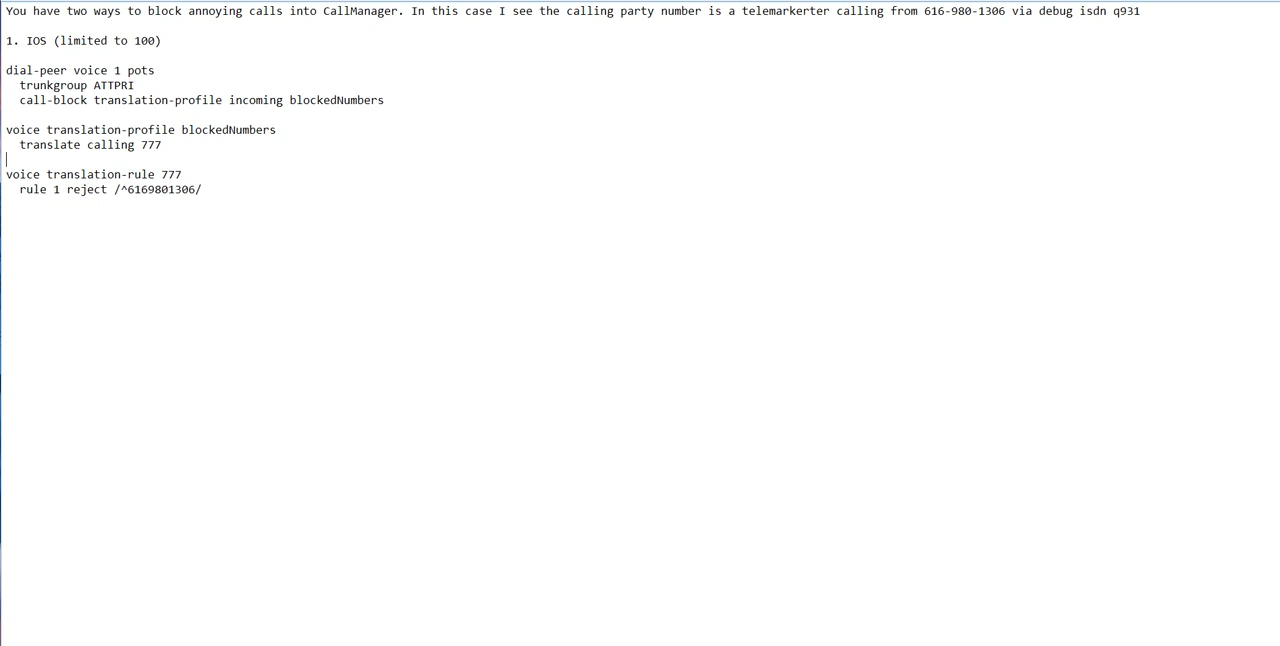 You have two ways to block annoying calls into CallManager. In this case I see the calling party number is a telemarkerter calling from 616-980-1306 via debug isdn q931
1. IOS (limited to 100)
dial-peer voice 1 pots
trunkgroup ATTPRI
call-block translation-profile incoming blockedNumbers
voice translation-profile blockedNumbers
translate calling 777
voice translation-rule 777
rule 1 reject /^6169801306/